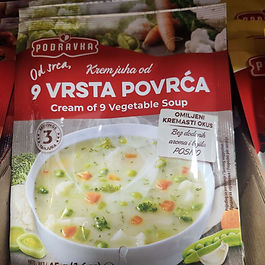 PODRAVKA
Od srca,
Krem juha od
9 VRSTA POVRĆA
Cream of 9 Vegetable Soup
OMILJENI
KREMASTI OKUS
Bez dodanih
aroma i bojila
POSNO
3